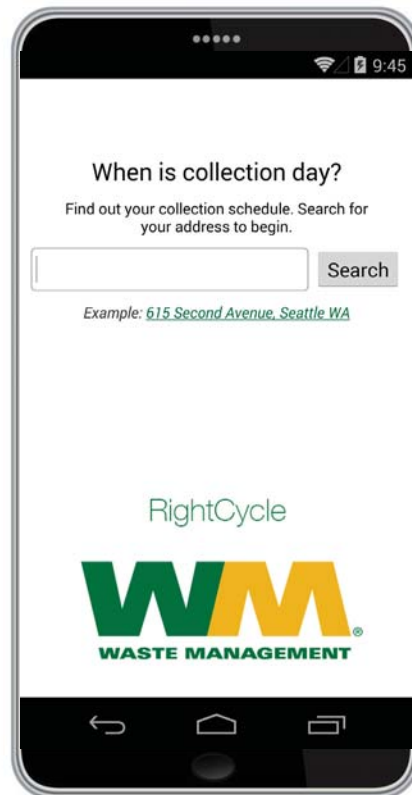 9:45
When is collection day?
Find out your collection schedule. Search for
your address to begin.
Search
Example: 615 Second Avenue, Seattle WA
RightCycle
WM®
WASTE MANAGEMENT